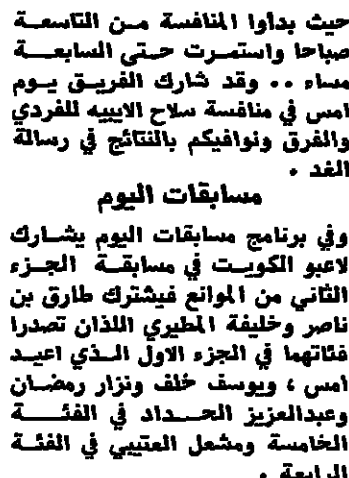 حيث بدأوا المنافسة من التاسعة
صباحا واستمرت حتى السابعة
مساء .. وقد شارك الفريق يوم
امس في منافسة سلاح الايبيه للفردي
والفرق ونوافيكم بالنتائج في رسالة
الغد .
مسابقات اليوم
وفي برنامج مسابقات اليوم يشارك
لاعبو الكويت في مسابقة الجزء
الثاني من الموانع فيشترك طارق بن
ناصر وخليفة المطيري اللذان تصدرا
فئاتهما في الجزء الاول الذي اعيد
امس ، ويوسف خلف ونزار رمضان
وعبدالعزيز الحداد في الفئة
الخامسة ومشعل العتيبي في الفئة
الرابعة .